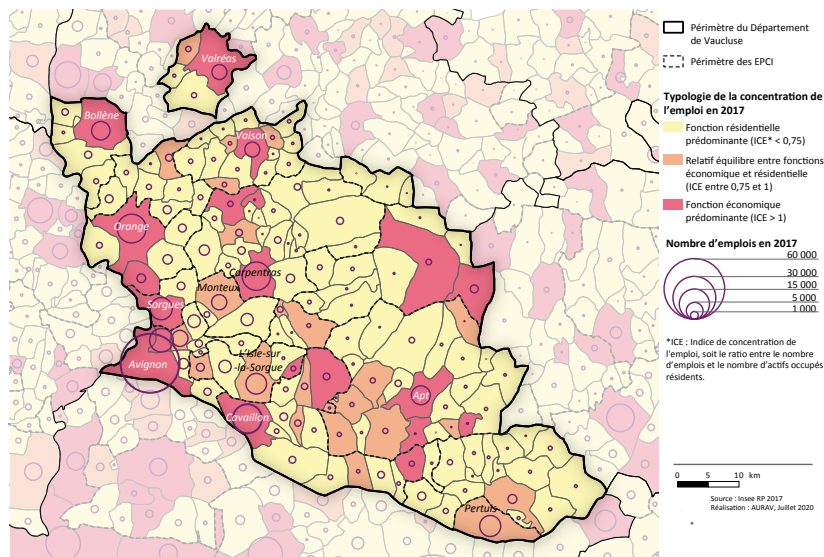 Valréas
Bollène
Vaison
Orange
Carpentras
Monteux
Sorgues
L'Isle-sur
-la-Sorgue
Avignon
Cavaillon
Apt
Pertuis
Périmètre du Département
de Vaucluse
Périmètre des EPCI
Typologie de la concentration de
l'emploi en 2017
Fonction résidentielle
prédominante (ICE* < 0,75)
Relatif équilibre entre fonctions
économique et résidentielle
(ICE entre 0,75 et 1)
Fonction économique
prédominante (ICE > 1)
Nombre d'emplois en 2017
60 000
30 000
15 000
5 000
1 000
*ICE : Indice de concentration de
l'emploi, soit le ratio entre le nombre
d'emplois et le nombre d'actifs occupés
résidents.
0 5 10 km
Source : Insee RP 2017
Réalisation : AURAV, Juillet 2020
*